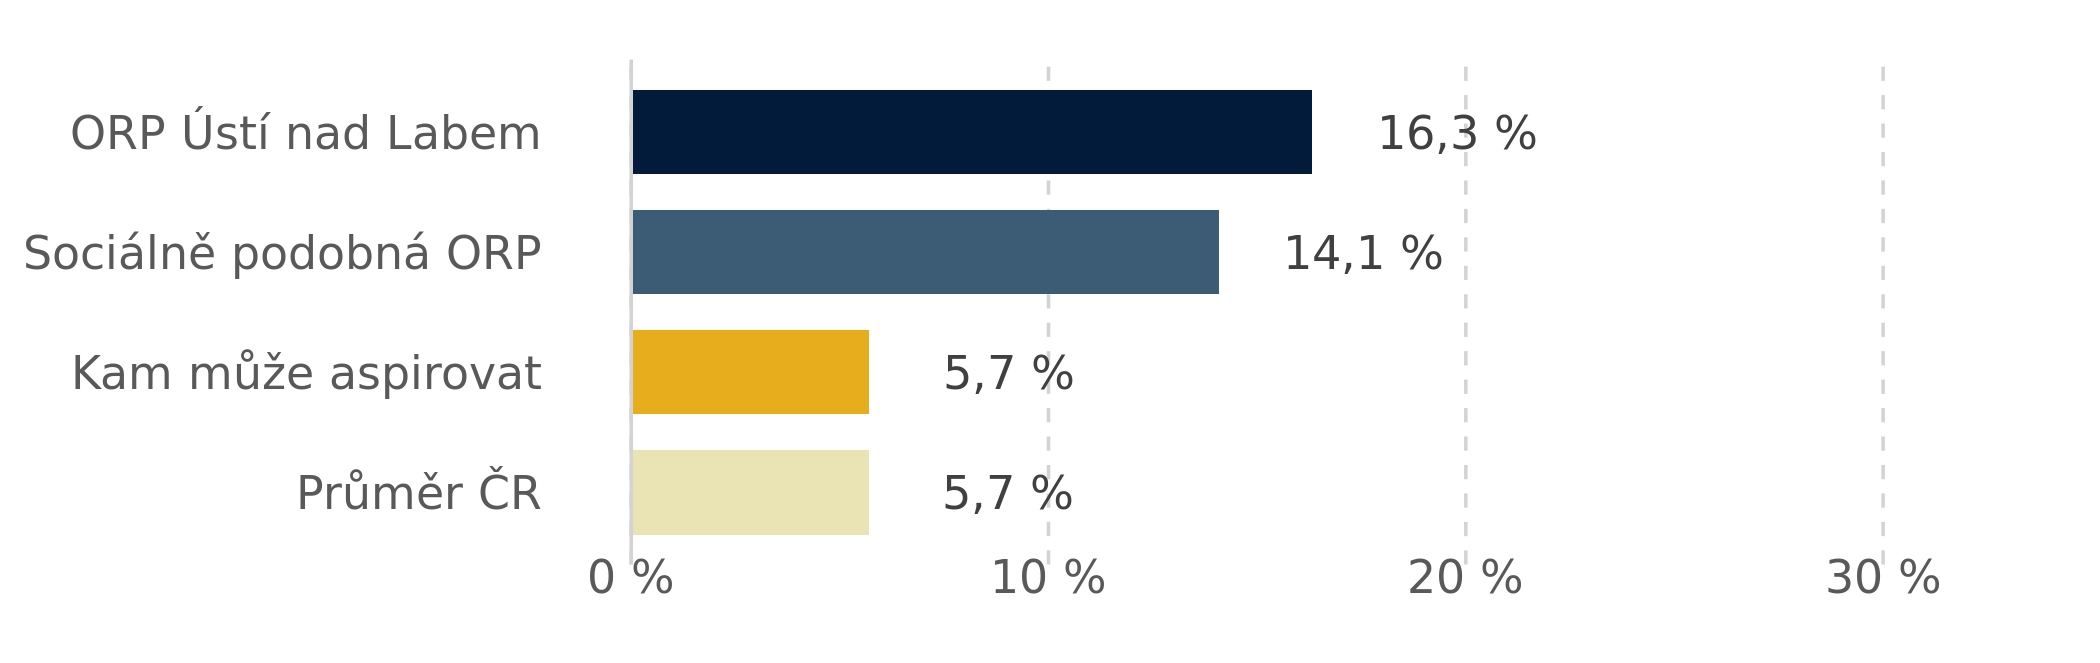 ORP Ústí nad Labem
16,3 %
Sociálně podobná ORP
14,1 %
Kam může aspirovat
5,7 %
Průměr ČR
5,7 %
0 %
10 %
20 %
30 %